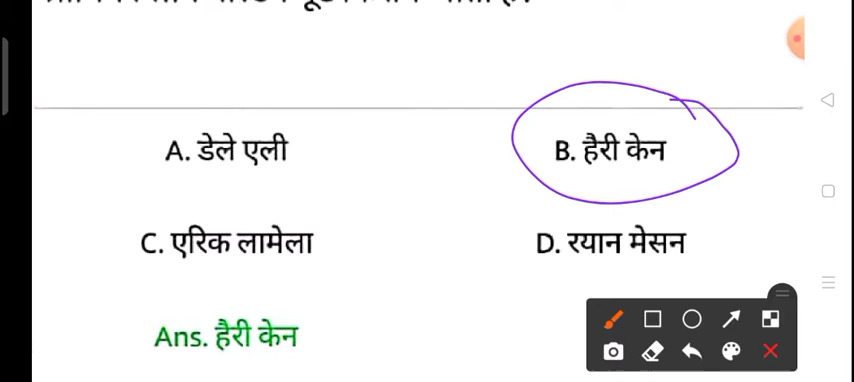 A. डेले एली
B. हैरी केन
C. एरिक लामेला
D. रयान मेसन
Ans. हैरी केन